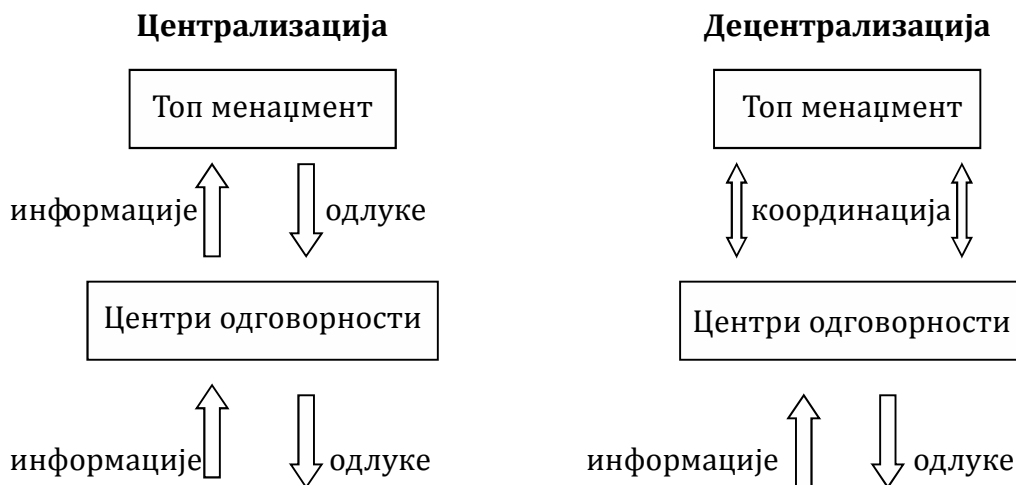 Централизација
Децентрализација
Топ менаџмент
Топ менаџмент
информације
одлуке
координација
Центри одговорности
Центри одговорности
информације
одлуке
информације
одлуке